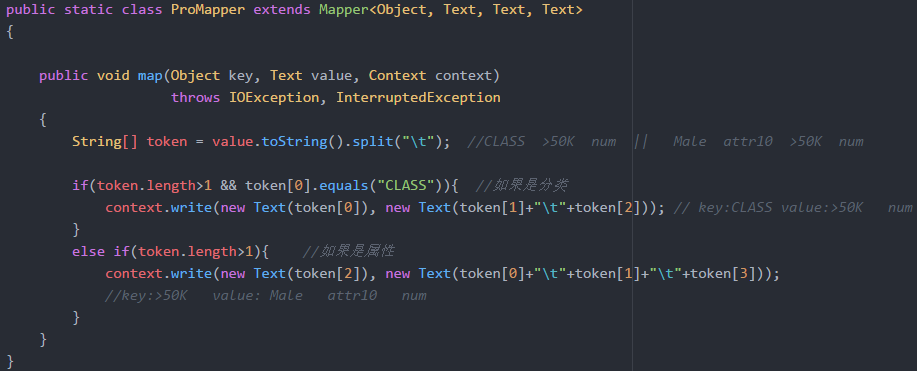 public static class ProMapper extends Mapper<Object, Text, Text, Text>
{
public void map(Object key, Text value, Context context)
throws IOException, InterruptedException
{
String[] token = value.toString().split("\t"); //CLASS >50K num || Male attr10 >50K num
if(token.length>1 && token[0].equals("CLASS")){ //如果是分类
context.write(new Text(token[0]), new Text(token[1]+"\t"+token[2])); // key:CLASS value:>50K num
}
else if(token.length>1){ //如果是属性
context.write(new Text(token[2]), new Text(token[0]+"\t"+token[1]+"\t"+token[3]));
//key:>50K value: Male attr10 num
}
}
}